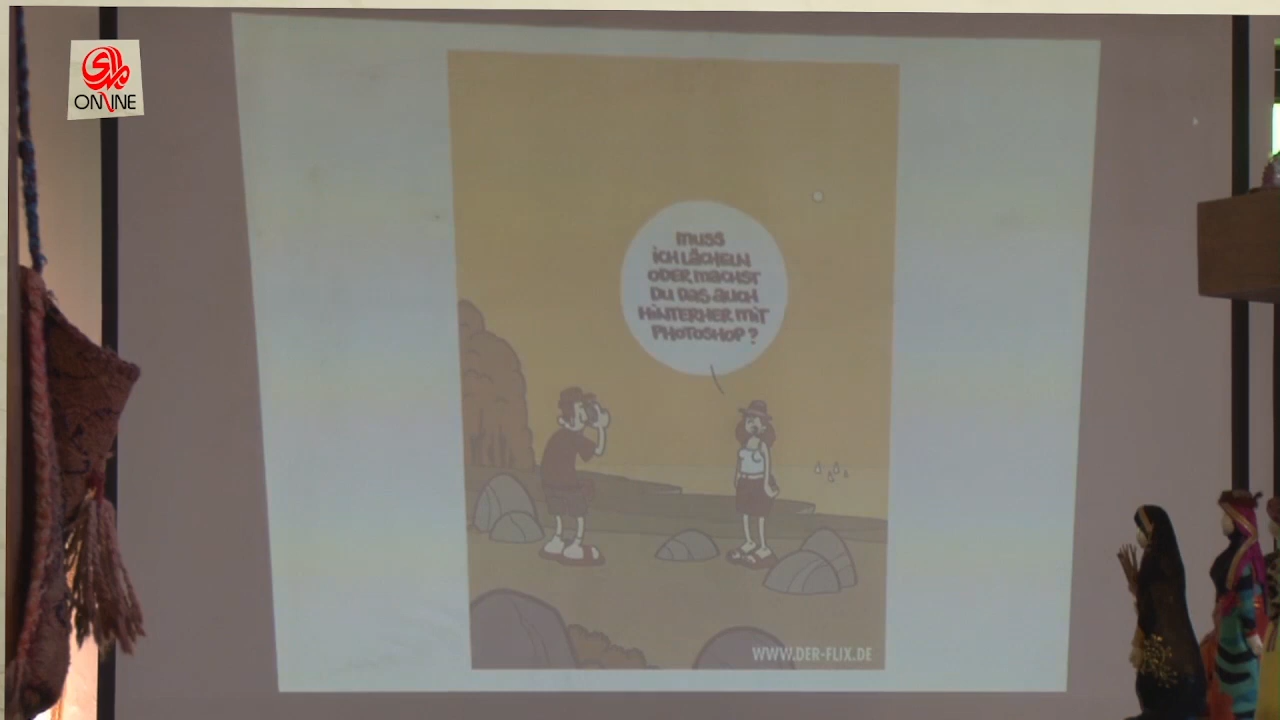 ONLINE
MUSS
ICH LÄCHELN
ODER MACHST
DU DAS AUCH
HINTERHER MIT
PHOTOSHOP?
WWW.DER-FLIX.DE